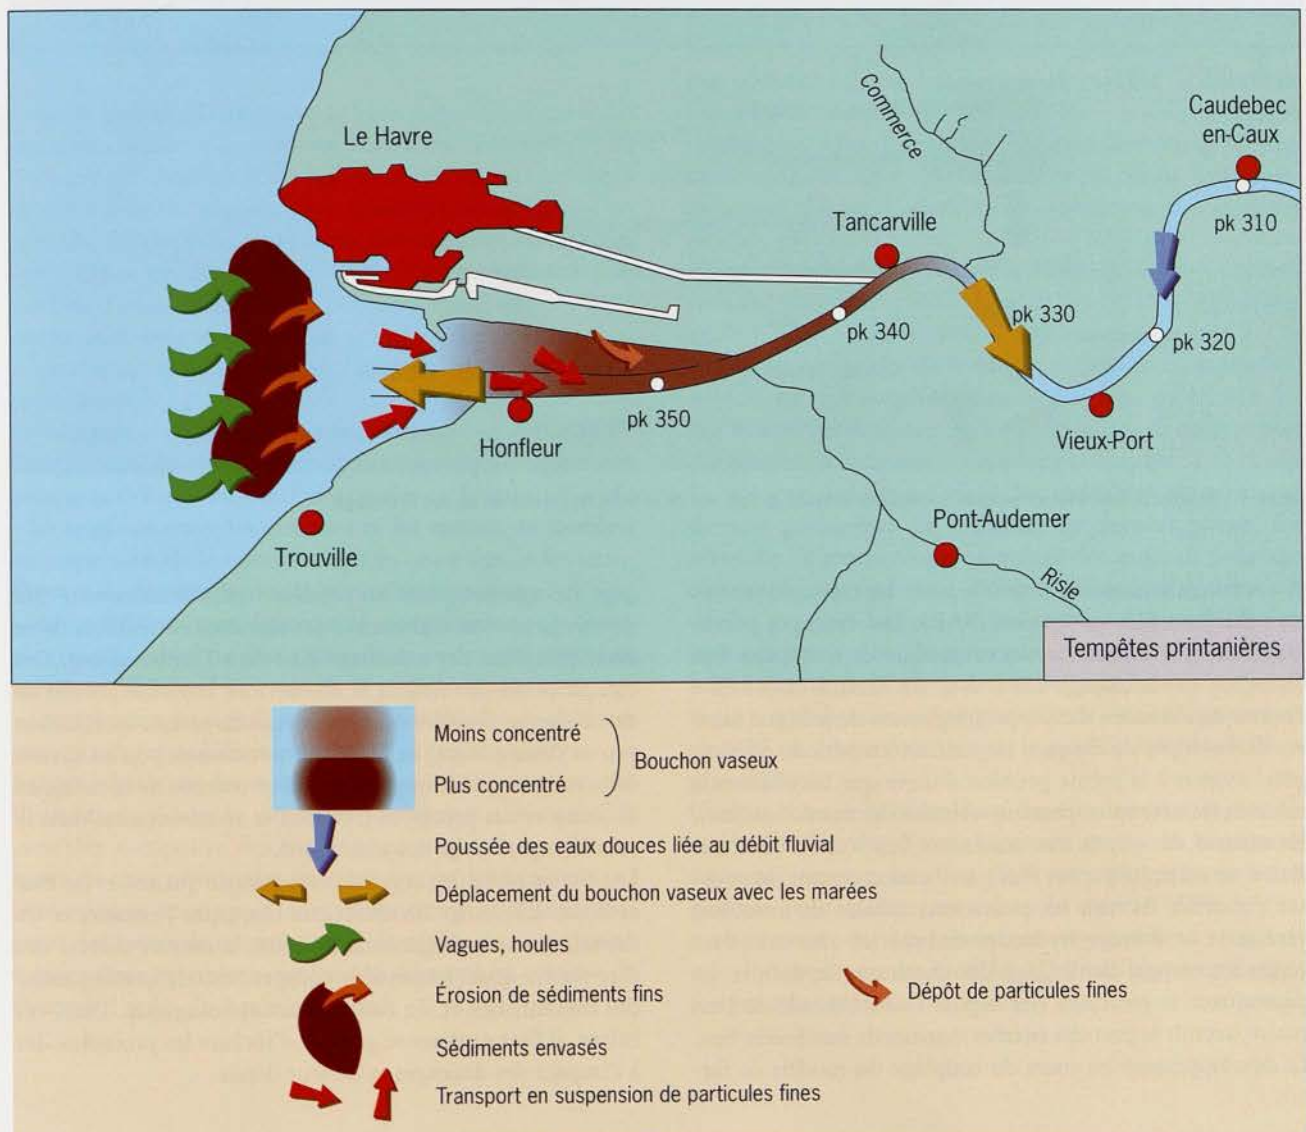 Le Havre
Commerce
Caudebec
en-Caux
Tancarville
pk 310
pk 340
pk 330
pk 320
pk 350
Honfleur
Vieux-Port
Trouville
Pont-Audemer
Risle
Tempêtes printanières
Moins concentré
Plus concentré
Bouchon vaseux
Poussée des eaux douces liée au débit fluvial
Déplacement du bouchon vaseux avec les marées
Vagues, houles
Érosion de sédiments fins
Dépôt de particules fines
Sédiments envasés
Transport en suspension de particules fines